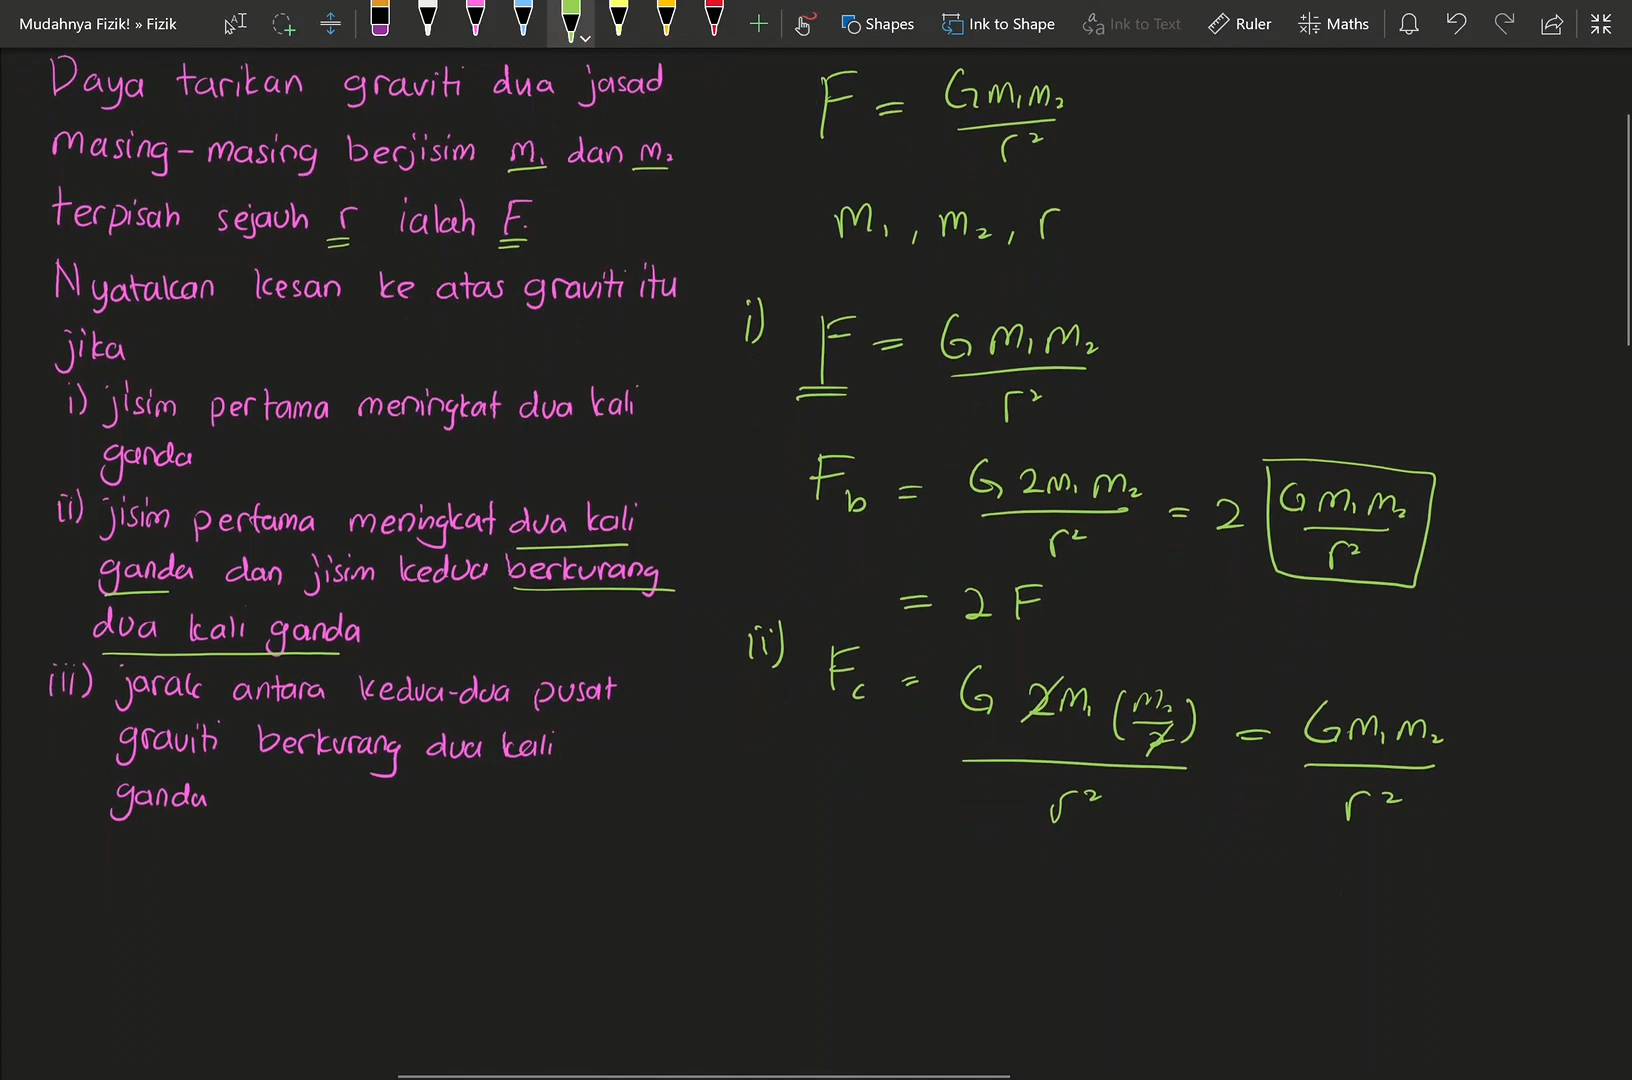 Mudahnya Fizik! » Fizik
Shapes
Ink to Shape
Ink to Text
Ruler
Maths
Daya tarikan graviti dua jasad
masing-masing berjisim m₁ dan m₂
terpisah sejauh r ialah F.
Nyatakan kesan ke atas graviti itu
jika
i) jisim pertama meningkat dua kali
ganda
ii) jisim pertama meningkat dua kali
ganda dan jisim kedua berkurang
dua kali ganda
iii) jarak antara kedua-dua pusat
graviti berkurang dua kali
ganda
F = Gm₁m₂ / r²
m₁, m₂, r
i) F = Gm₁m₂ / r²
F_b = G2m₁m₂ / r² = 2 Gm₁m₂ / r²
= 2F
ii) F_c = G2m₁(m₂/2) / r² = Gm₁m₂ / r²